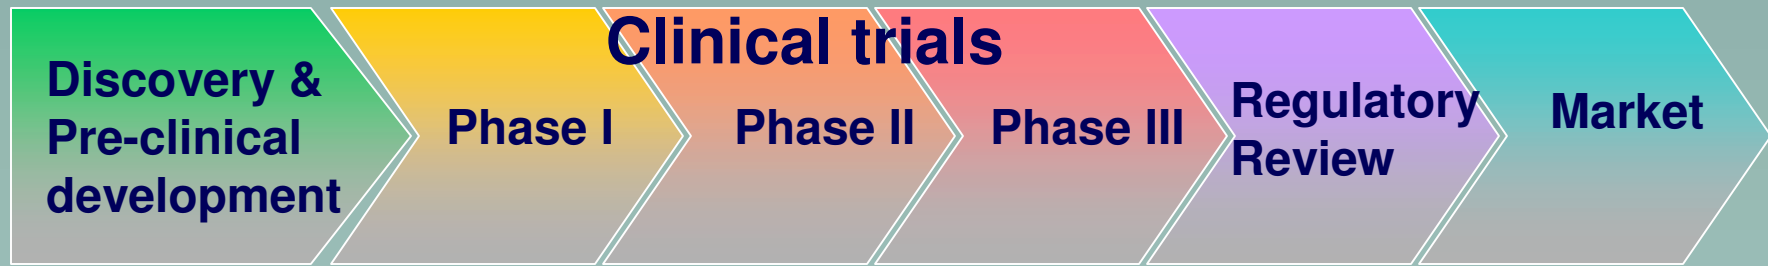 Clinical trials
Discovery &
Pre-clinical
development
Phase I
Phase II
Phase III
Regulatory
Review
Market